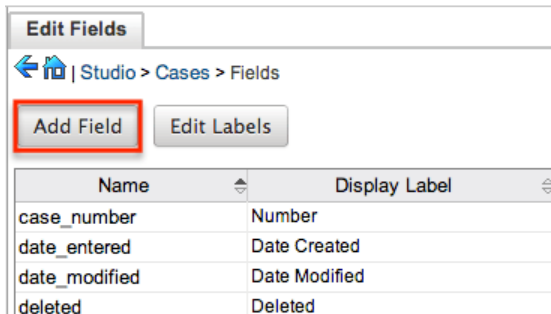 Edit Fields
| Studio > Cases > Fields
Add Field Edit Labels
Name Display Label
case_number Number
date_entered Date Created
date_modified Date Modified
deleted Deleted